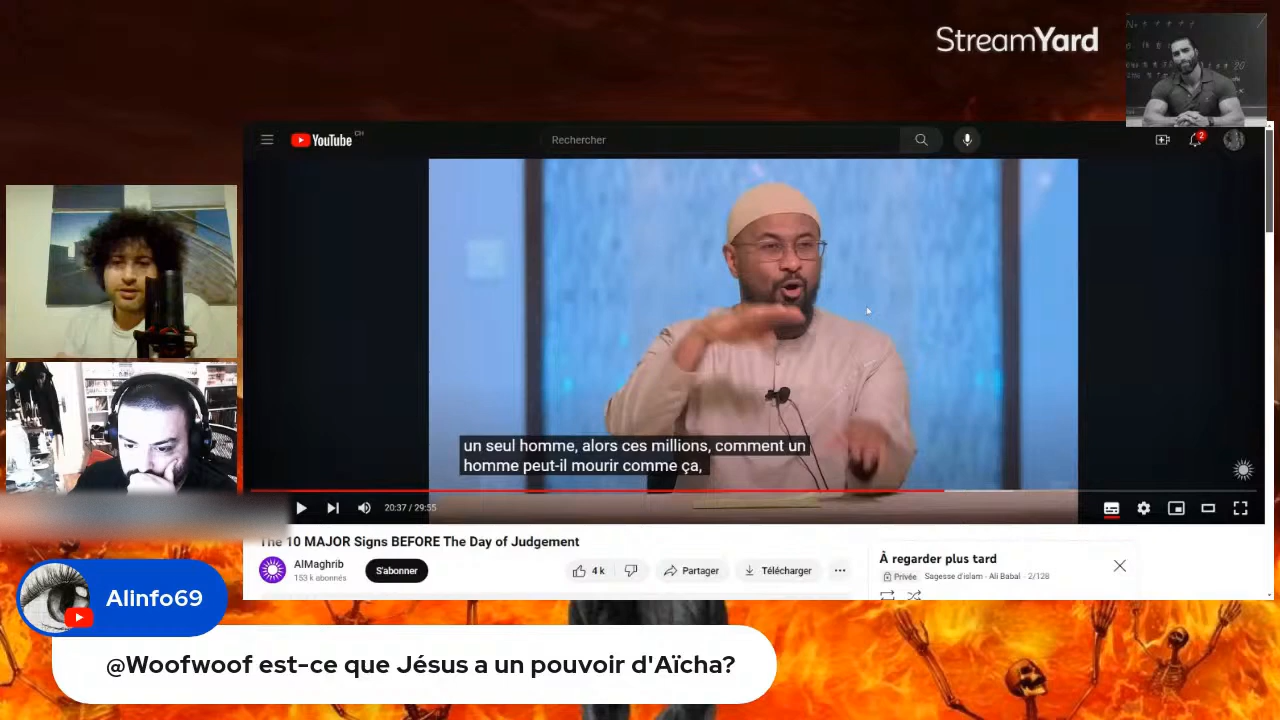 StreamYard
YouTube CH
Rechercher
2
un seul homme, alors ces millions, comment un
homme peut-il mourir comme ça,
20:37 / 29:55
The 10 MAJOR Signs BEFORE The Day of Judgement
AlMaghrib
153 k abonnés
S'abonner
4 k
Partager
Télécharger
À regarder plus tard
Privée Sagesse d'islam - Ali Babal - 2/128
Alinfo69
@Woofwoof est-ce que Jésus a un pouvoir d'Aïcha?